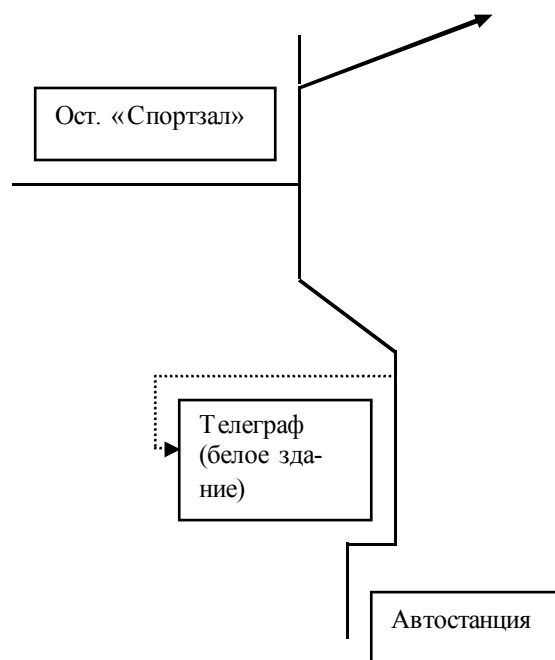 Ост. «Спортзал»
Телеграф
(белое зда-
ние)
Автостанция